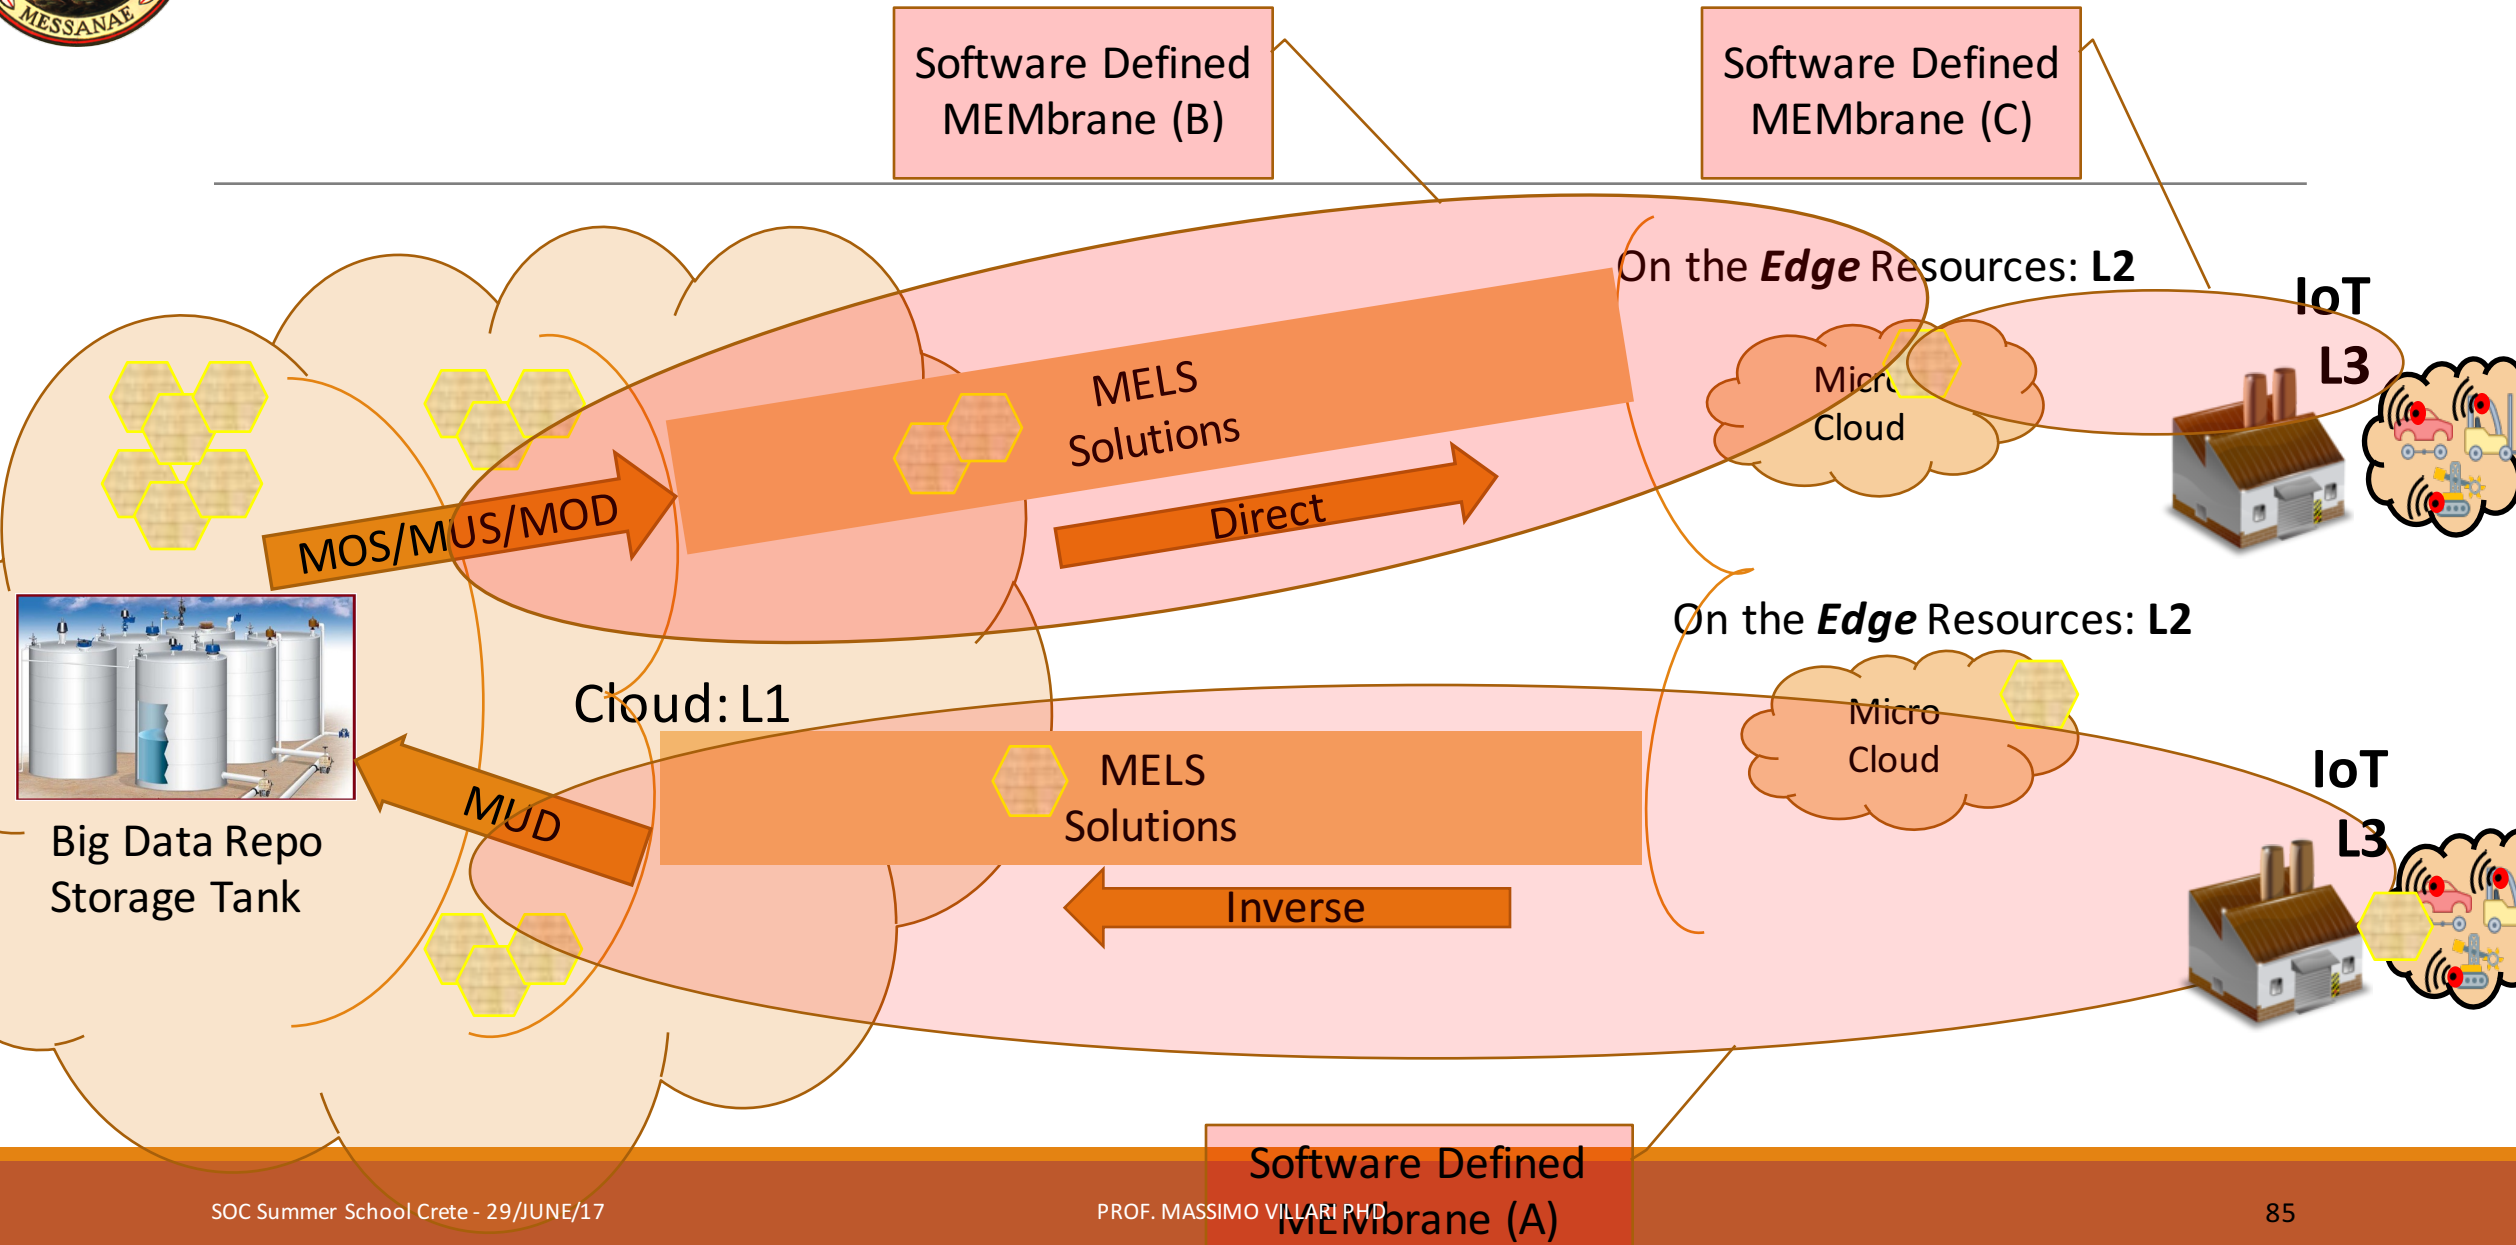 MESSANAE
Software Defined
MEMbrane (B)
Software Defined
MEMbrane (C)
On the Edge Resources: L2
IoT
L3
MELS
Solutions
Micro
Cloud
MOS/MUS/MOD
Direct
On the Edge Resources: L2
Cloud: L1
Micro
Cloud
IoT
L3
MELS
Solutions
MUD
Big Data Repo
Storage Tank
Inverse
Software Defined
MEMbrane (A)
SOC Summer School Crete - 29/JUNE/17
PROF. MASSIMO VILLARI PHD
85